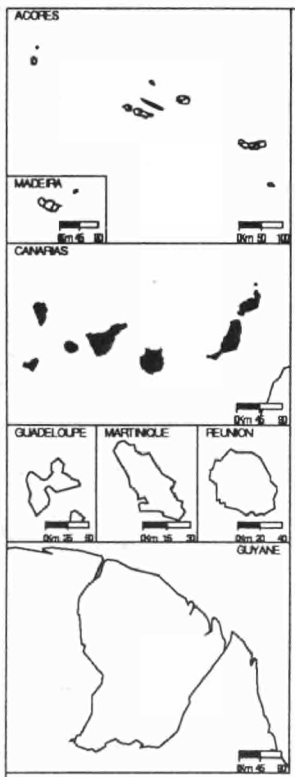 ACORES
MADEIRA
0Km 45 90
0Km 50 100
CANARIAS
0Km 45 90
GUADELOUPE
MARTINIQUE
REUNION
0Km 25 50
0Km 15 30
0Km 20 40
GUYANE
0Km 45 90